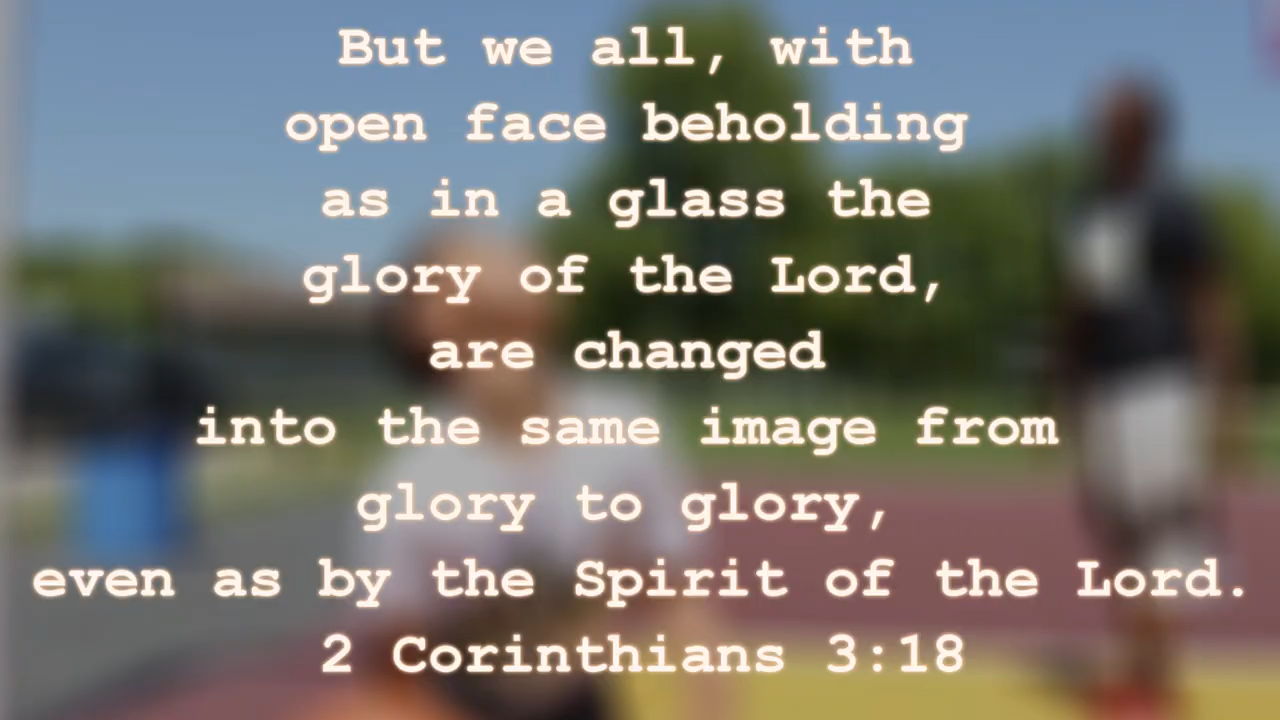 But we all, with
open face beholding
as in a glass the
glory of the Lord,
are changed
into the same image from
glory to glory,
even as by the Spirit of the Lord.
2 Corinthians 3:18